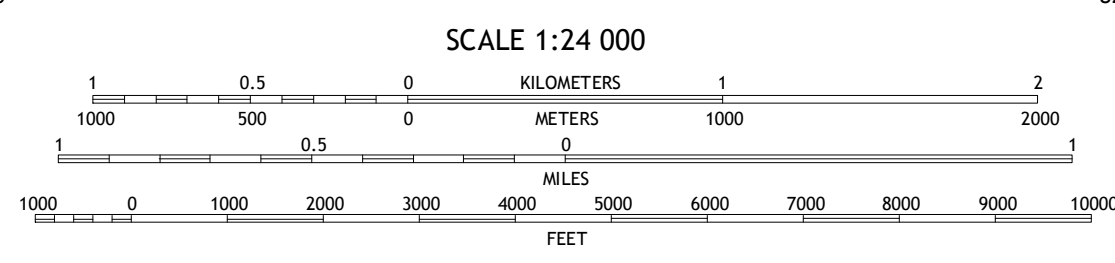 SCALE 1:24 000
1 0.5 0 KILOMETERS 1 2
1000 500 0 METERS 1000 2000
1 0.5 0 1
MILES
1000 0 1000 2000 3000 4000 5000 6000 7000 8000 9000 10000
FEET